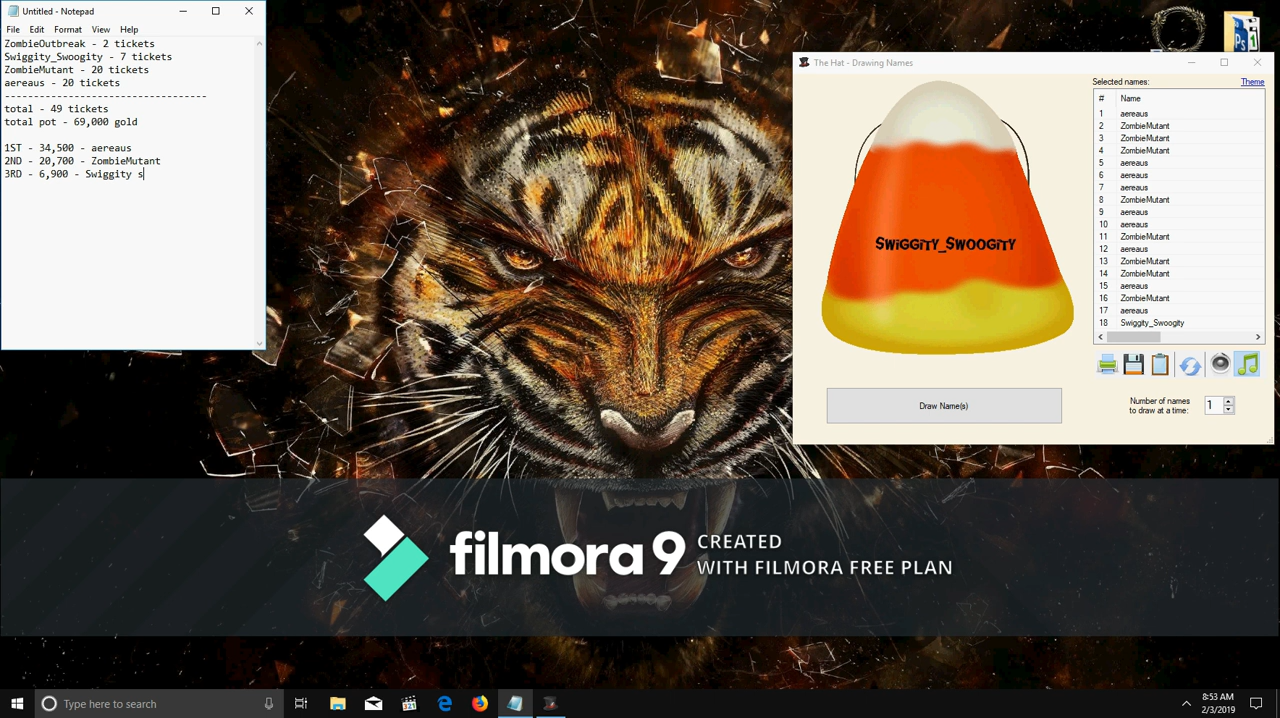 Untitled - Notepad
File Edit Format View Help
ZombieOutbreak - 2 tickets
Swiggity_Swoogity - 7 tickets
ZombieMutant - 20 tickets
aereaus - 20 tickets
-----------------------------------
total - 49 tickets
total pot - 69,000 gold
1ST - 34,500 - aereaus
2ND - 20,700 - ZombieMutant
3RD - 6,900 - Swiggity s
The Hat - Drawing Names
Selected names: Theme
# Name
1 aereaus
2 ZombieMutant
3 ZombieMutant
4 ZombieMutant
5 aereaus
6 aereaus
7 aereaus
8 ZombieMutant
9 aereaus
10 aereaus
11 ZombieMutant
12 aereaus
13 ZombieMutant
14 ZombieMutant
15 aereaus
16 ZombieMutant
17 aereaus
18 Swiggity_Swoogity
Swiggity_Swoogity
Draw Name(s)
Number of names
to draw at a time: 1
filmora 9 CREATED
WITH FILMORA FREE PLAN
Type here to search
8:53 AM
2/3/2019